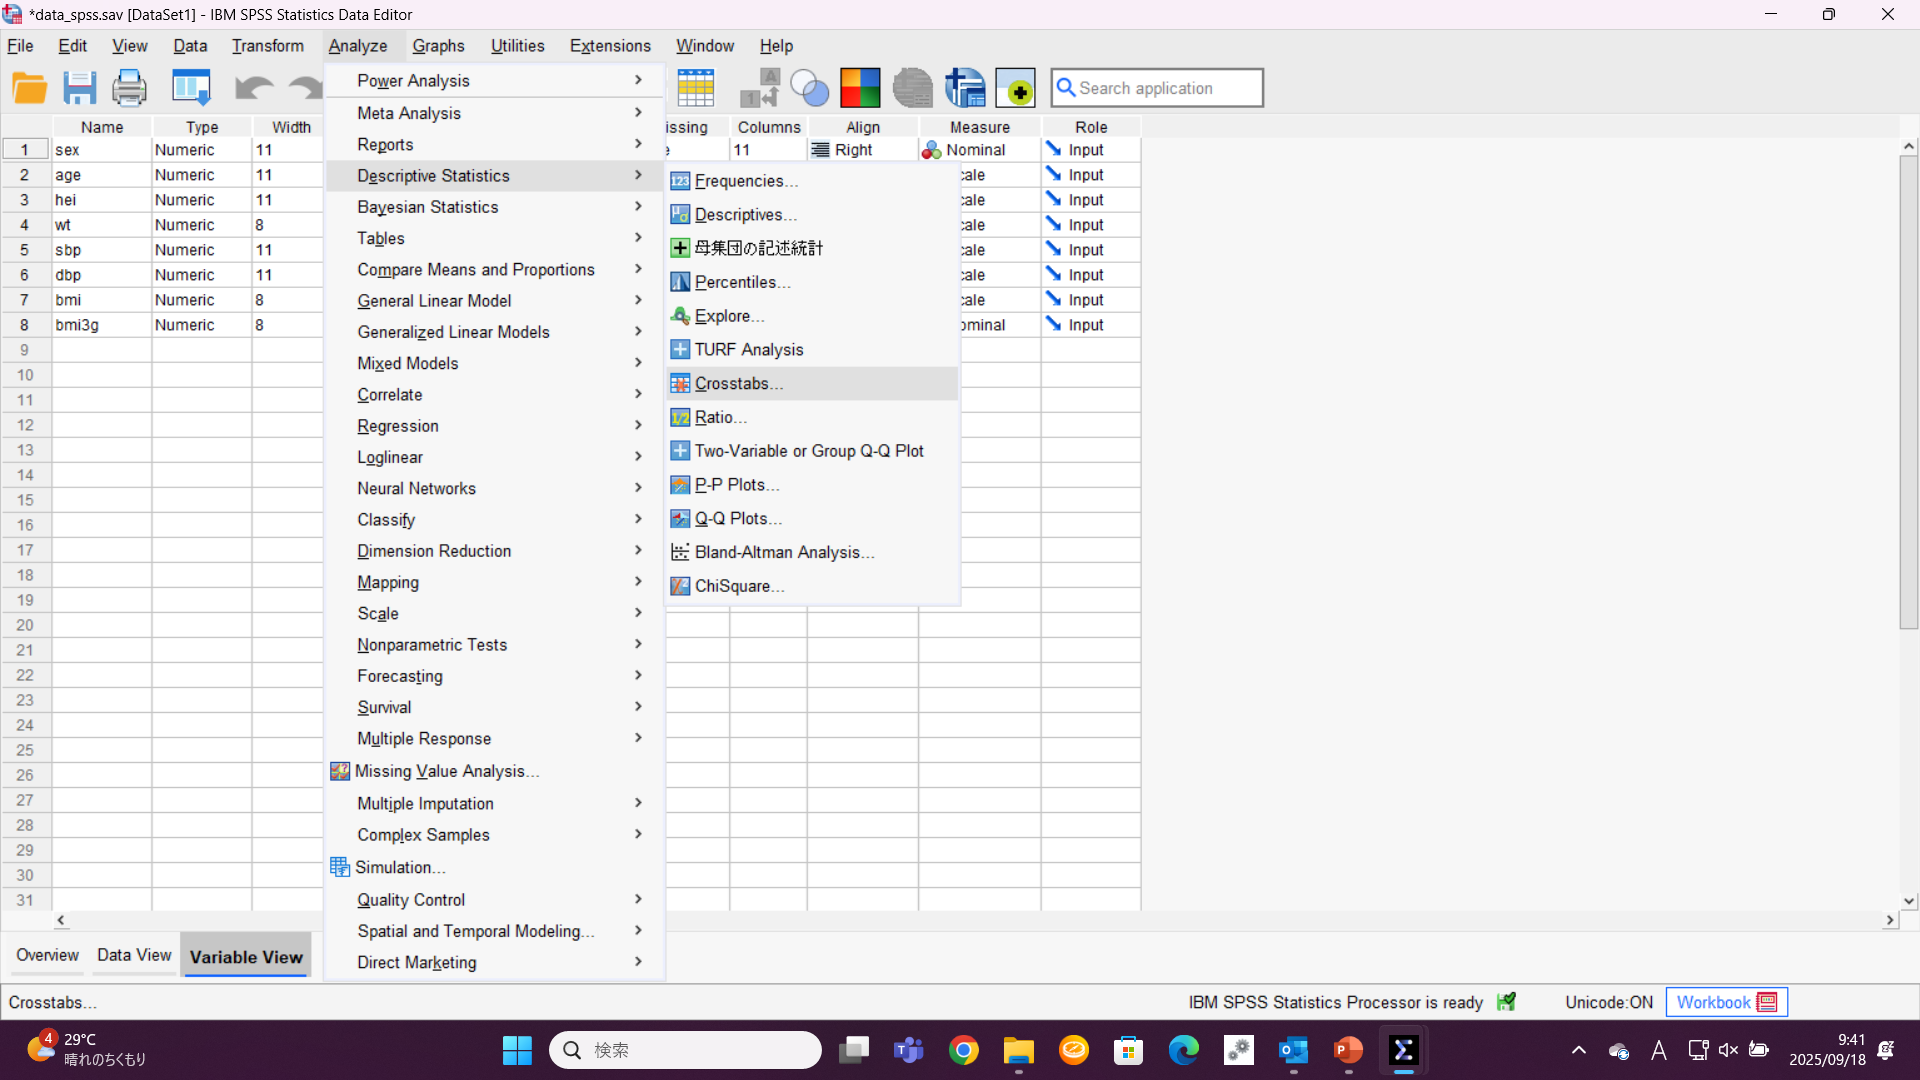 *data_spss.sav [DataSet1] - IBM SPSS Statistics Data Editor
File Edit View Data Transform Analyze Graphs Utilities Extensions Window Help
Search application
Name Type Width issing Columns Align Measure Role
1 sex Numeric 11 11 Right Nominal Input
2 age Numeric 11 cale Input
3 hei Numeric 11 cale Input
4 wt Numeric 8 cale Input
5 sbp Numeric 11 cale Input
6 dbp Numeric 11 cale Input
7 bmi Numeric 8 cale Input
8 bmi3g Numeric 8 ominal Input
9
10
11
12
13
14
15
16
17
18
19
20
21
22
23
24
25
26
27
28
29
30
31
Power Analysis
Meta Analysis
Reports
Descriptive Statistics
Bayesian Statistics
Tables
Compare Means and Proportions
General Linear Model
Generalized Linear Models
Mixed Models
Correlate
Regression
Loglinear
Neural Networks
Classify
Dimension Reduction
Mapping
Scale
Nonparametric Tests
Forecasting
Survival
Multiple Response
Missing Value Analysis...
Multiple Imputation
Complex Samples
Simulation...
Quality Control
Spatial and Temporal Modeling...
Direct Marketing
Frequencies...
Descriptives...
母集団の記述統計
Percentiles...
Explore...
TURF Analysis
Crosstabs...
Ratio...
Two-Variable or Group Q-Q Plot
P-P Plots...
Q-Q Plots...
Bland-Altman Analysis...
ChiSquare...
Overview Data View Variable View
Crosstabs... IBM SPSS Statistics Processor is ready Unicode:ON Workbook
4 29°C
晴れのちくもり
検索
A
9:41
2025/09/18